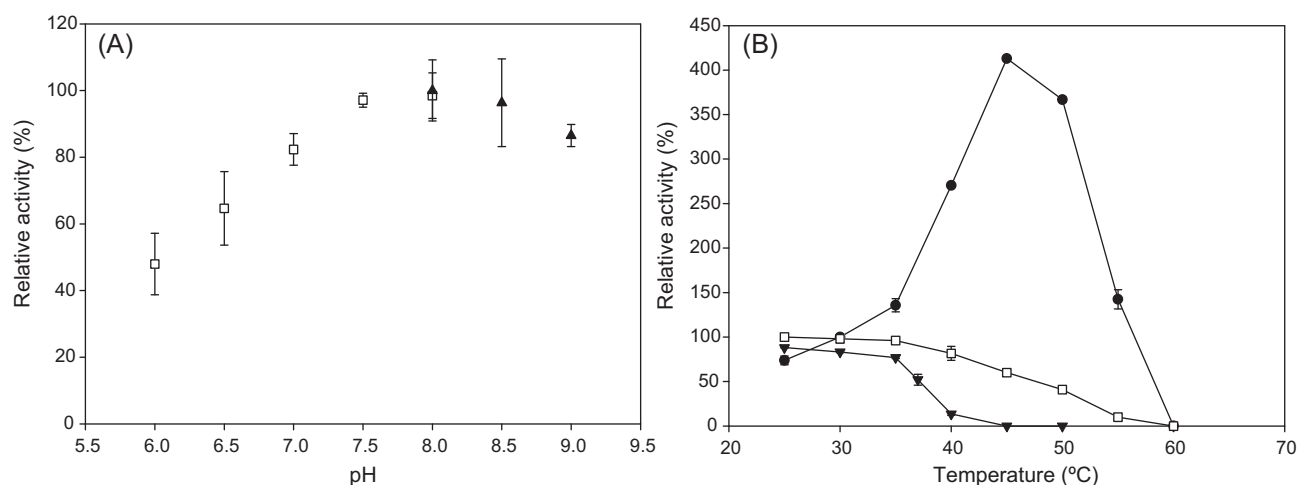 (A)
Relative activity (%)
120
100
80
60
40
20
0
5.5 6.0 6.5 7.0 7.5 8.0 8.5 9.0 9.5
pH
(B)
Relative activity (%)
450
400
350
300
250
200
150
100
50
0
20 30 40 50 60 70
Temperature (ºC)